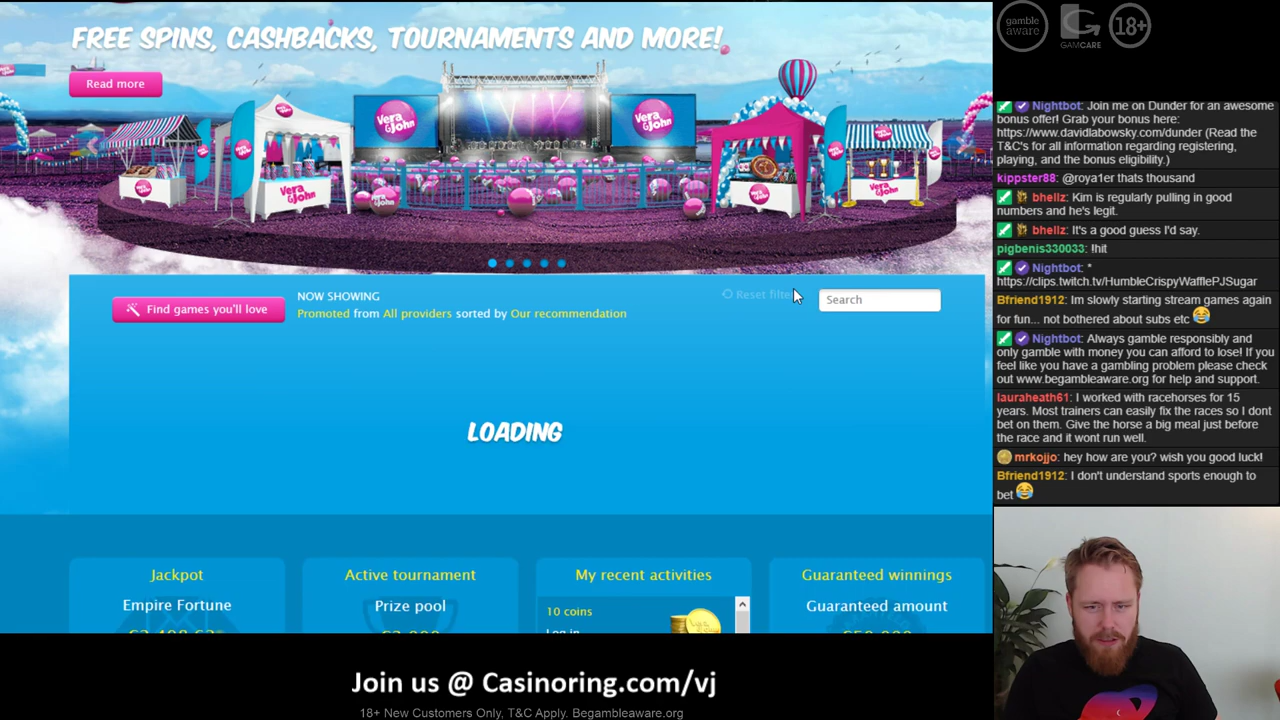 FREE SPINS, CASHBACKS, TOURNAMENTS AND MORE!
Read more
Vera&John
Vera&John
Vera&John
Vera&John
Vera&John
Find games you'll love
NOW SHOWING
Promoted from All providers sorted by Our recommendation
Reset filter
Search
LOADING
Jackpot
Empire Fortune
Active tournament
Prize pool
My recent activities
10 coins
Log in
Guaranteed winnings
Guaranteed amount
Join us @ Casinoring.com/vj
18+ New Customers Only, T&C Apply. Begambleaware.org
gamble
aware
GAMCARE
18+
Nightbot: Join me on Dunder for an awesome
bonus offer! Grab your bonus here:
https://www.davidlabowsky.com/dunder (Read the
T&C's for all information regarding registering,
playing, and the bonus eligibility.)
kippster88: @roya1er thats thousand
bhellz: Kim is regularly pulling in good
numbers and he's legit.
bhellz: It's a good guess I'd say.
pigbenis330033: !hit
Nightbot: *
https://clips.twitch.tv/HumbleCrispyWafflePJSugar
Bfriend1912: Im slowly starting stream games again
for fun... not bothered about subs etc 😂
Nightbot: Always gamble responsibly and
only gamble with money you can afford to lose! If you
feel like you have a gambling problem please check
out www.begambleaware.org for help and support.
lauraheath61: I worked with racehorses for 15
years. Most trainers can easily fix the races so I dont
bet on them. Give the horse a big meal just before
the race and it wont run well.
mrkojjo: hey how are you? wish you good luck!
Bfriend1912: I don't understand sports enough to
bet 😂